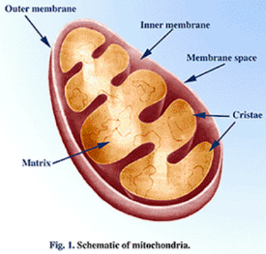 Outer membrane
Inner membrane
Membrane space
Cristae
Matrix
Fig. 1. Schematic of mitochondria.